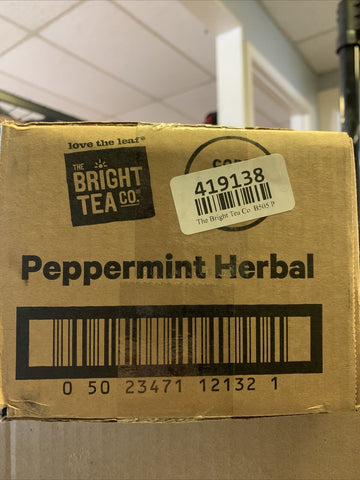 love the leaf®
THE
BRIGHT
TEA CO.
419138
The Bright Tea Co B505 P
Peppermint Herbal
0 50 23471 12132 1